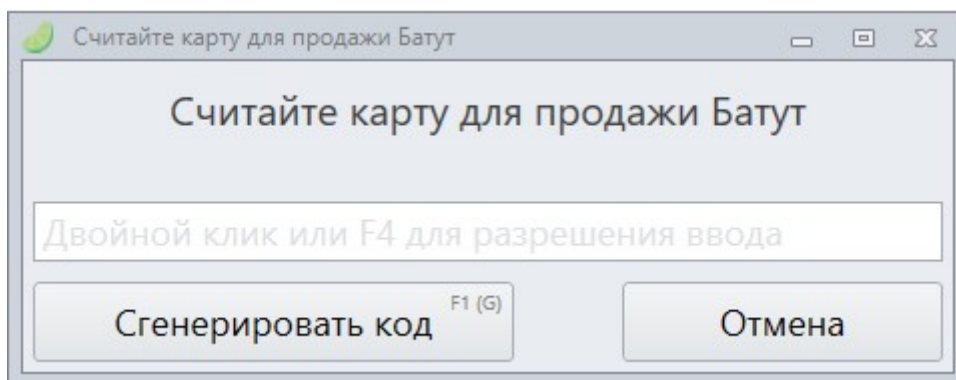 Считайте карту для продажи Батут
Считайте карту для продажи Батут
Двойной клик или F4 для разрешения ввода
Сгенерировать код F1 (G) Отмена